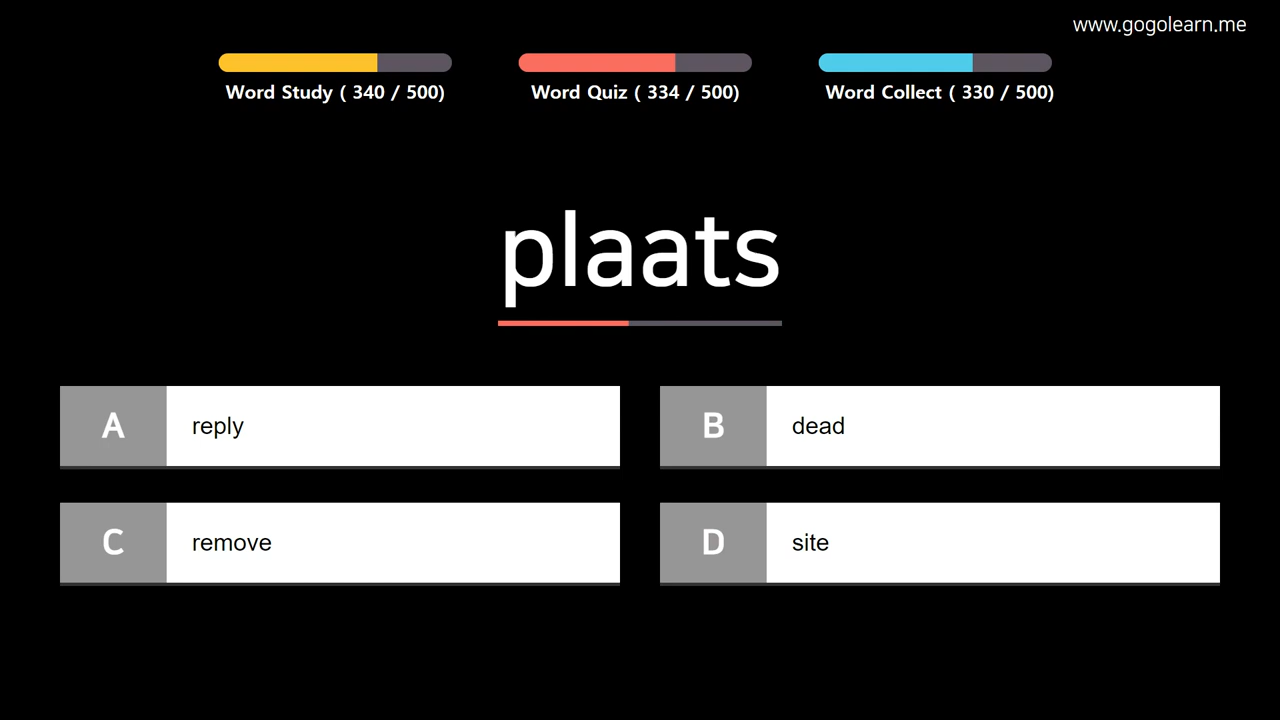 www.gogolearn.me
Word Study ( 340 / 500)
Word Quiz ( 334 / 500)
Word Collect ( 330 / 500)
plaats
A reply
B dead
C remove
D site